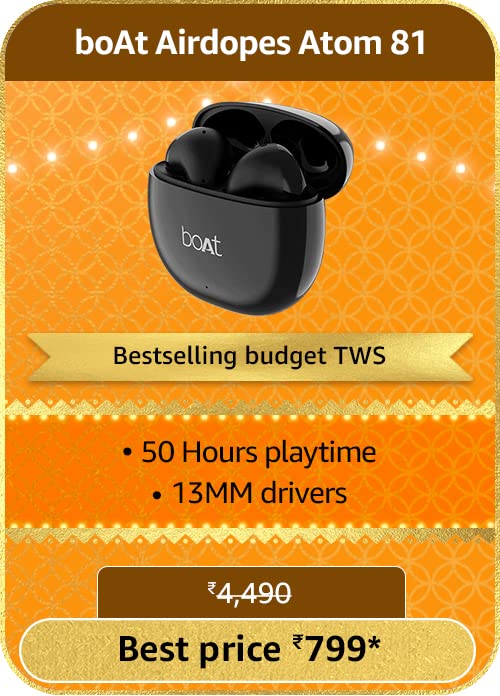 boAt Airdopes Atom 81
boAt
Bestselling budget TWS
• 50 Hours playtime
• 13MM drivers
₹4,490
Best price ₹799*